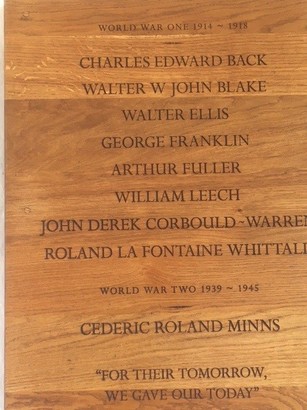 WORLD WAR ONE 1914 ~ 1918
CHARLES EDWARD BACK
WALTER W JOHN BLAKE
WALTER ELLIS
GEORGE FRANKLIN
ARTHUR FULLER
WILLIAM LEECH
JOHN DEREK CORBOULD-WARREN
ROLAND LA FONTAINE WHITTALL
WORLD WAR TWO 1939 ~ 1945
CEDERIC ROLAND MINNS
“FOR THEIR TOMORROW,
WE GAVE OUR TODAY”